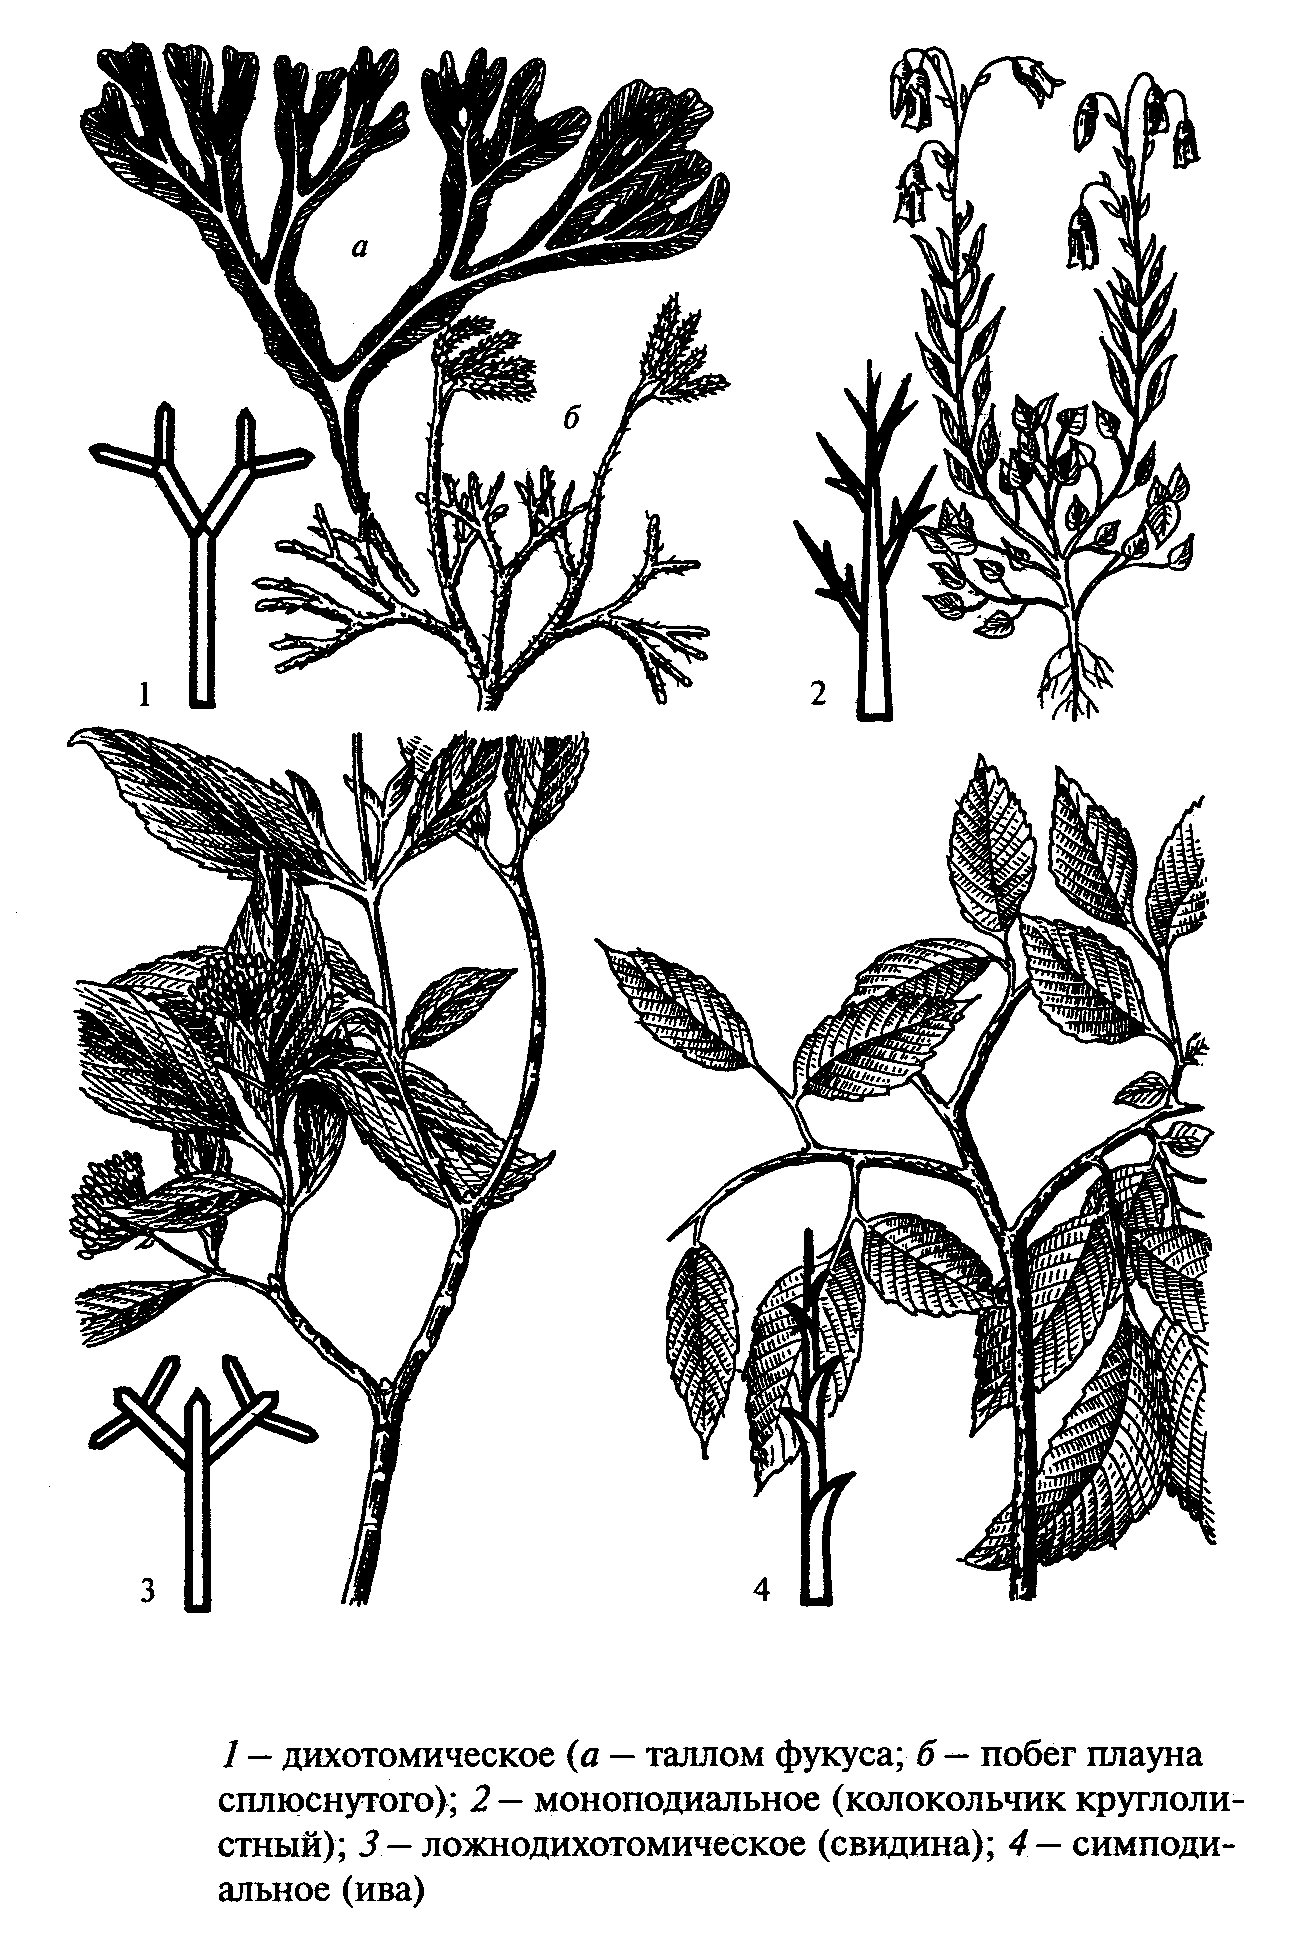 а
б
1
2
3
4
1 — дихотомическое (а — таллом фукуса; б — побег плауна
сплюснутого); 2 — моноподиальное (колокольчик круглоли-
стный); 3 — ложнодихотомическое (свидина); 4 — симподи-
альное (ива)